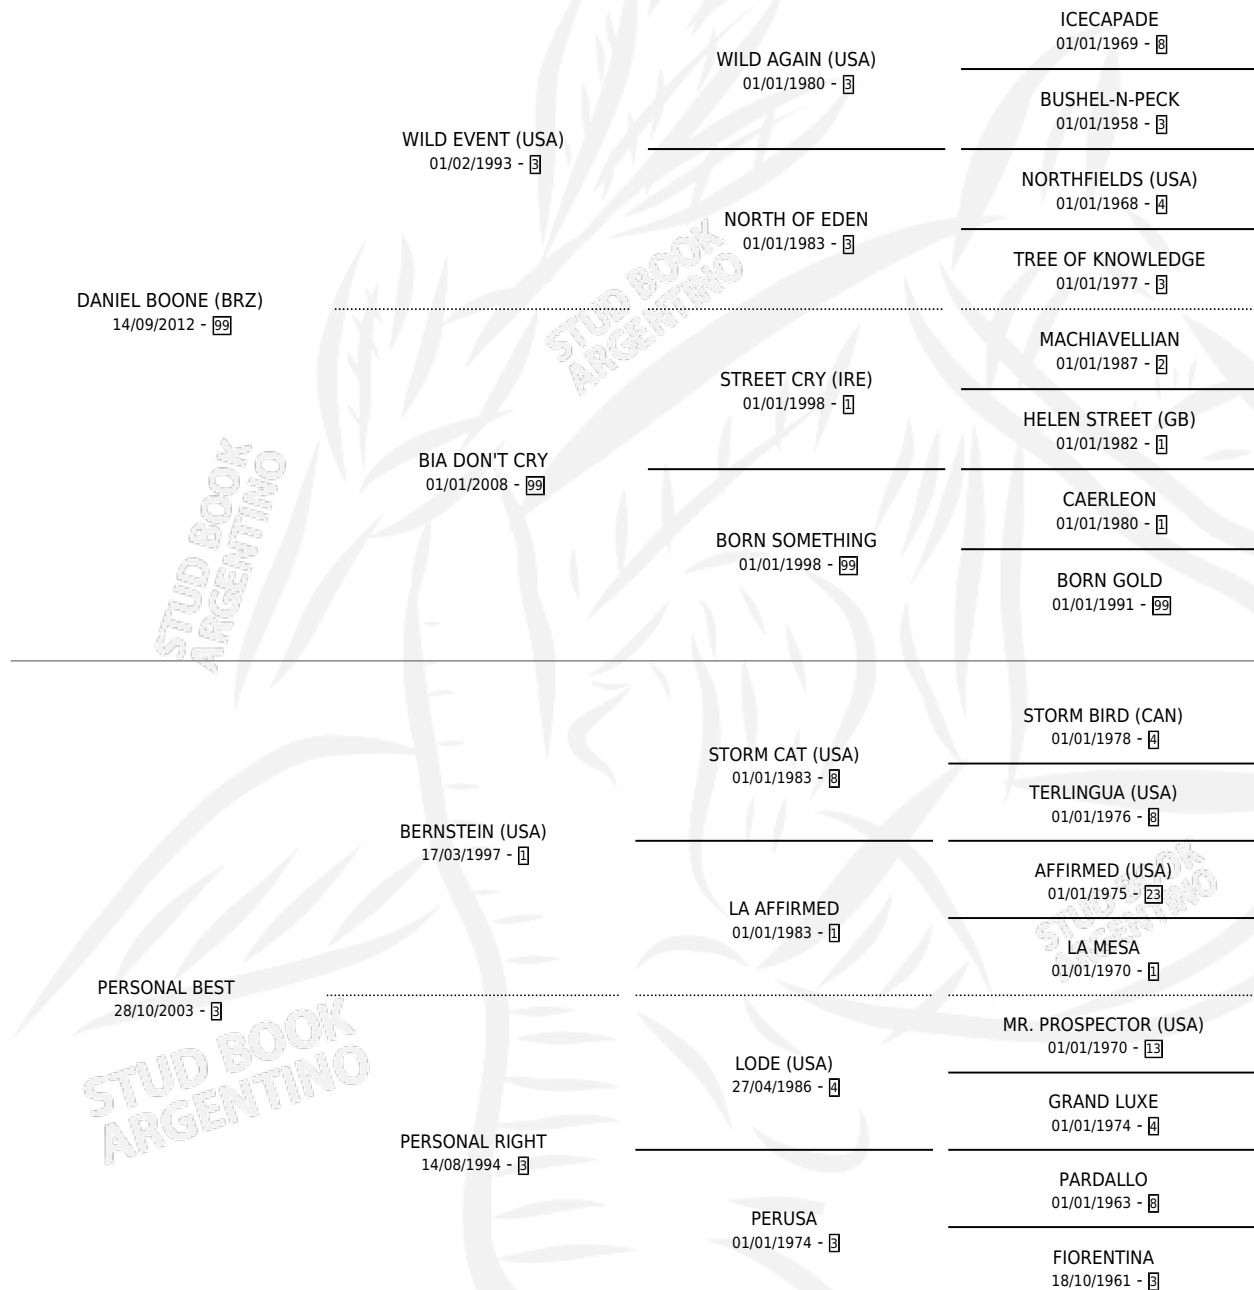 ICECAPADE
01/01/1969 - 8
WILD AGAIN (USA)
01/01/1980 - 3
BUSHEL-N-PECK
01/01/1958 - 3
WILD EVENT (USA)
01/02/1993 - 3
NORTHFIELDS (USA)
01/01/1968 - 4
NORTH OF EDEN
01/01/1983 - 3
TREE OF KNOWLEDGE
01/01/1977 - 3
DANIEL BOONE (BRZ)
14/09/2012 - 99
MACHIAVELLIAN
01/01/1987 - 2
STREET CRY (IRE)
01/01/1998 - 1
HELEN STREET (GB)
01/01/1982 - 1
BIA DON'T CRY
01/01/2008 - 99
CAERLEON
01/01/1980 - 1
BORN SOMETHING
01/01/1998 - 99
BORN GOLD
01/01/1991 - 99
STORM BIRD (CAN)
01/01/1978 - 4
STORM CAT (USA)
01/01/1983 - 8
TERLINGUA (USA)
01/01/1976 - 8
BERNSTEIN (USA)
17/03/1997 - 1
AFFIRMED (USA)
01/01/1975 - 23
LA AFFIRMED
01/01/1983 - 1
LA MESA
01/01/1970 - 1
PERSONAL BEST
28/10/2003 - 3
MR. PROSPECTOR (USA)
01/01/1970 - 13
LODE (USA)
27/04/1986 - 4
GRAND LUXE
01/01/1974 - 4
PERSONAL RIGHT
14/08/1994 - 3
PARDALLO
01/01/1963 - 8
PERUSA
01/01/1974 - 3
FIORENTINA
18/10/1961 - 3
STUD BOOK
ARGENTINO
STUD BOOK
ARGENTINO
STUD BOOK
ARGENTINO
STUD BOOK
ARGENTINO